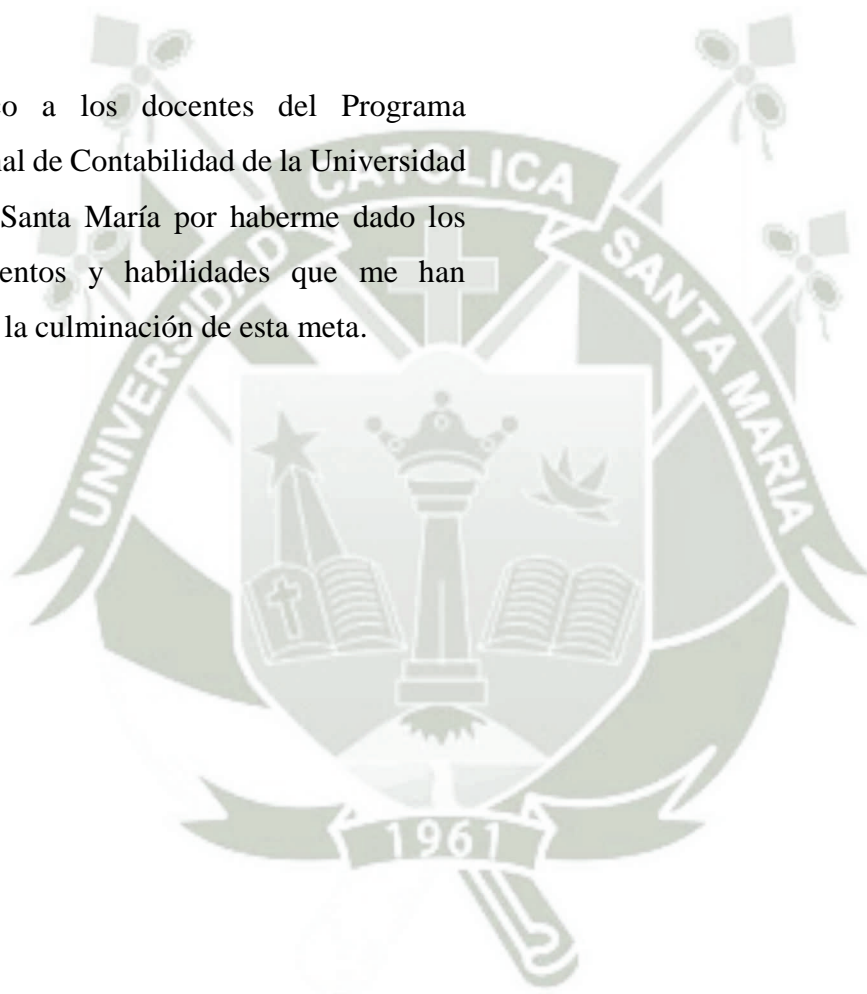 o a los docentes del Programa
al de Contabilidad de la Universidad
Santa María por haberme dado los
entos y habilidades que me han
la culminación de esta meta.
UNIVERSIDAD CATOLICA SANTA MARIA
1961